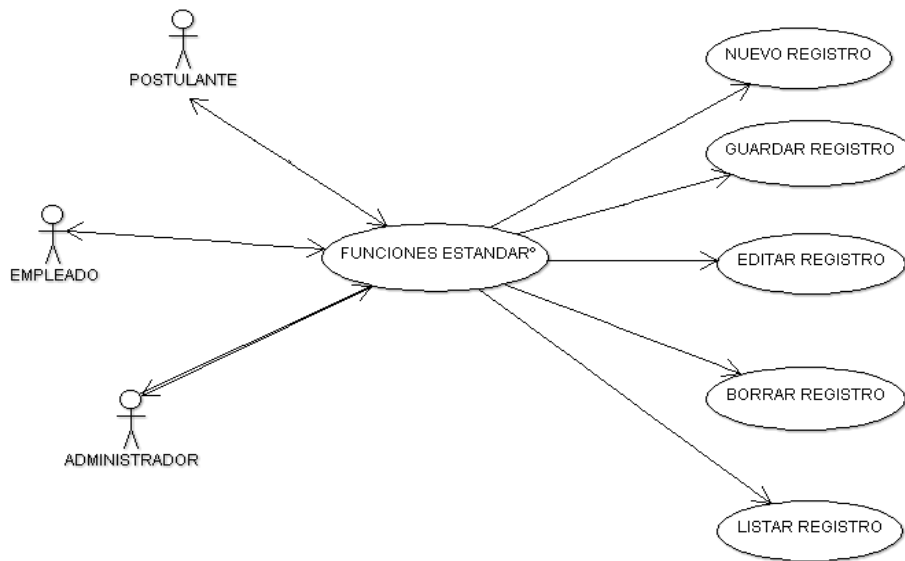 POSTULANTE
NUEVO REGISTRO
GUARDAR REGISTRO
EMPLEADO
FUNCIONES ESTANDARº
EDITAR REGISTRO
ADMINISTRADOR
BORRAR REGISTRO
LISTAR REGISTRO